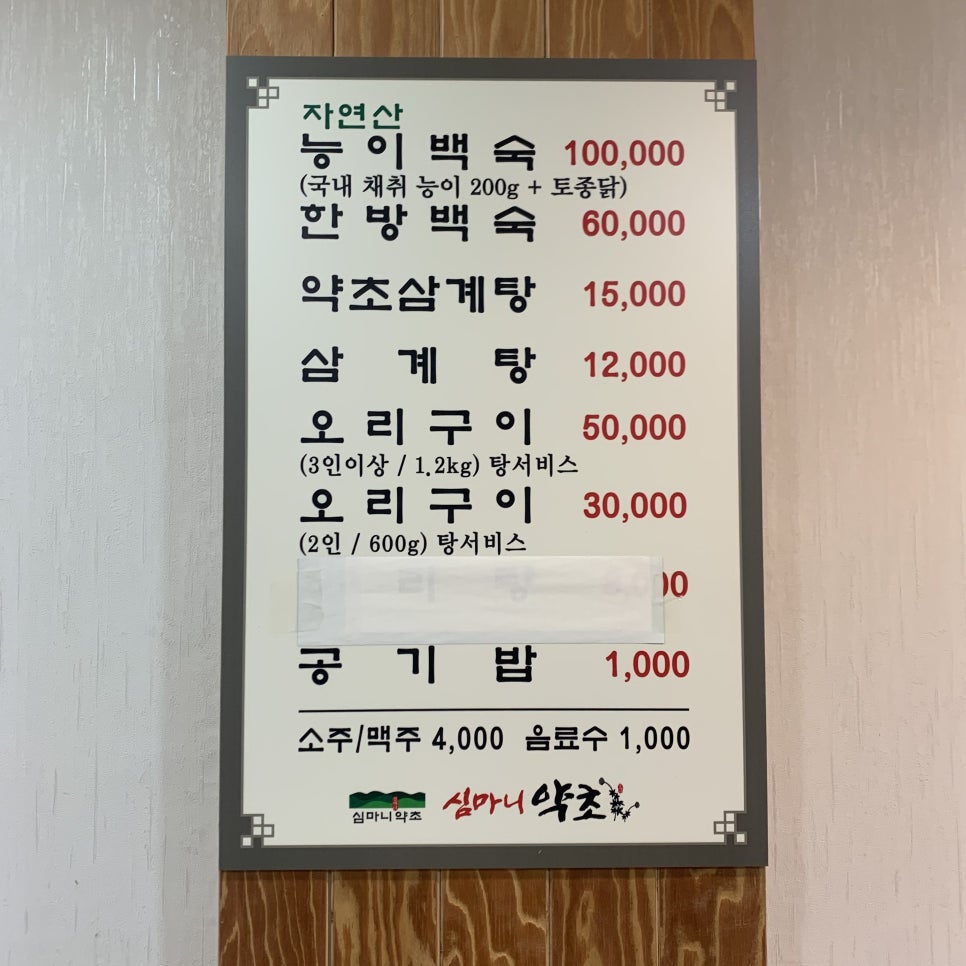 자연산
능이백숙 100,000
(국내 채취 능이 200g + 토종닭)
한방백숙 60,000
약초삼계탕 15,000
삼계탕 12,000
오리구이 50,000
(3인이상 / 1.2kg) 탕서비스
오리구이 30,000
(2인 / 600g) 탕서비스
공기밥 1,000
소주/맥주 4,000 음료수 1,000
심마니약초 심마니 약초